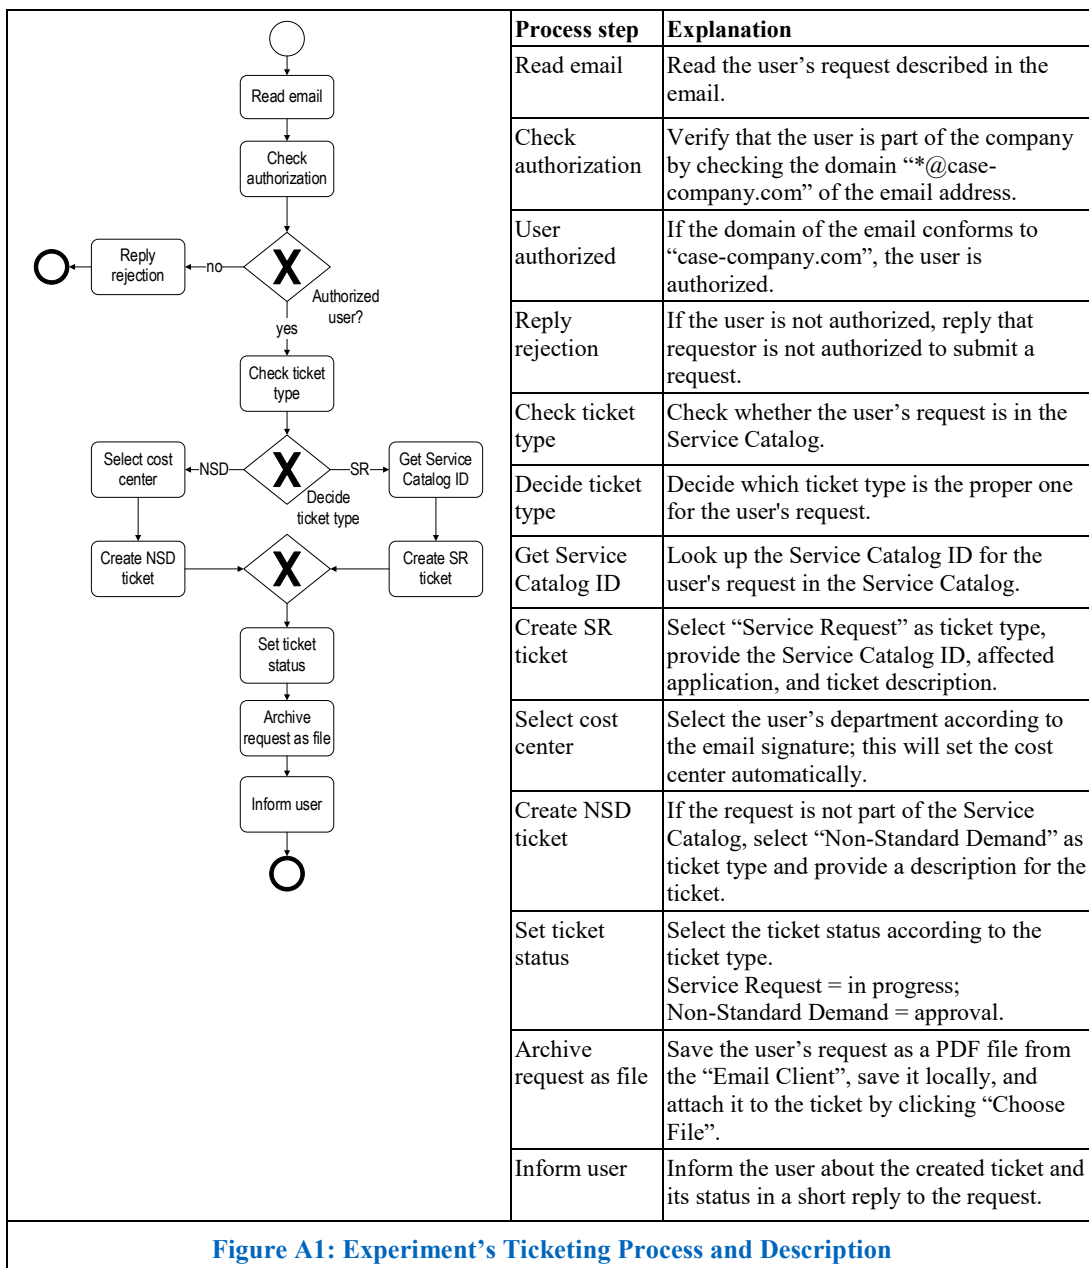 Read email
Check
authorization
Reply
rejection
no
X
Authorized
user?
yes
Check ticket
type
Select cost
center
NSD
X
SR
Get Service
Catalog ID
Decide
ticket type
Create NSD
ticket
X
Create SR
ticket
Set ticket
status
Archive
request as file
Inform user
Process step
Explanation
Read email
Read the user’s request described in the
email.
Check
authorization
Verify that the user is part of the company
by checking the domain “*@case-
company.com” of the email address.
User
authorized
If the domain of the email conforms to
“case-company.com”, the user is
authorized.
Reply
rejection
If the user is not authorized, reply that
requestor is not authorized to submit a
request.
Check ticket
type
Check whether the user’s request is in the
Service Catalog.
Decide ticket
type
Decide which ticket type is the proper one
for the user's request.
Get Service
Catalog ID
Look up the Service Catalog ID for the
user's request in the Service Catalog.
Create SR
ticket
Select “Service Request” as ticket type,
provide the Service Catalog ID, affected
application, and ticket description.
Select cost
center
Select the user’s department according to
the email signature; this will set the cost
center automatically.
Create NSD
ticket
If the request is not part of the Service
Catalog, select “Non-Standard Demand” as
ticket type and provide a description for the
ticket.
Set ticket
status
Select the ticket status according to the
ticket type.
Service Request = in progress;
Non-Standard Demand = approval.
Archive
request as file
Save the user’s request as a PDF file from
the “Email Client”, save it locally, and
attach it to the ticket by clicking “Choose
File”.
Inform user
Inform the user about the created ticket and
its status in a short reply to the request.
Figure A1: Experiment’s Ticketing Process and Description